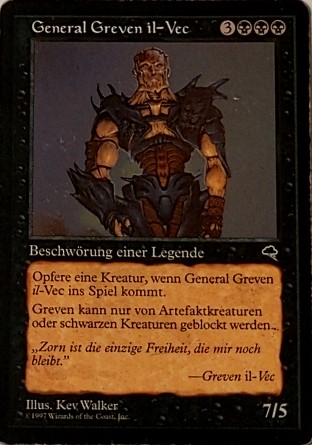 General Greven il-Vec 3
Beschwörung einer Legende
Opfere eine Kreatur, wenn General Greven
il-Vec ins Spiel kommt.
Greven kann nur von Artefaktkreaturen
oder schwarzen Kreaturen geblockt werden.
„Zorn ist die einzige Freiheit, die mir noch
bleibt.”
—Greven il-Vec
Illus. Kev Walker
©1997 Wizards of the Coast, Inc. 7/5